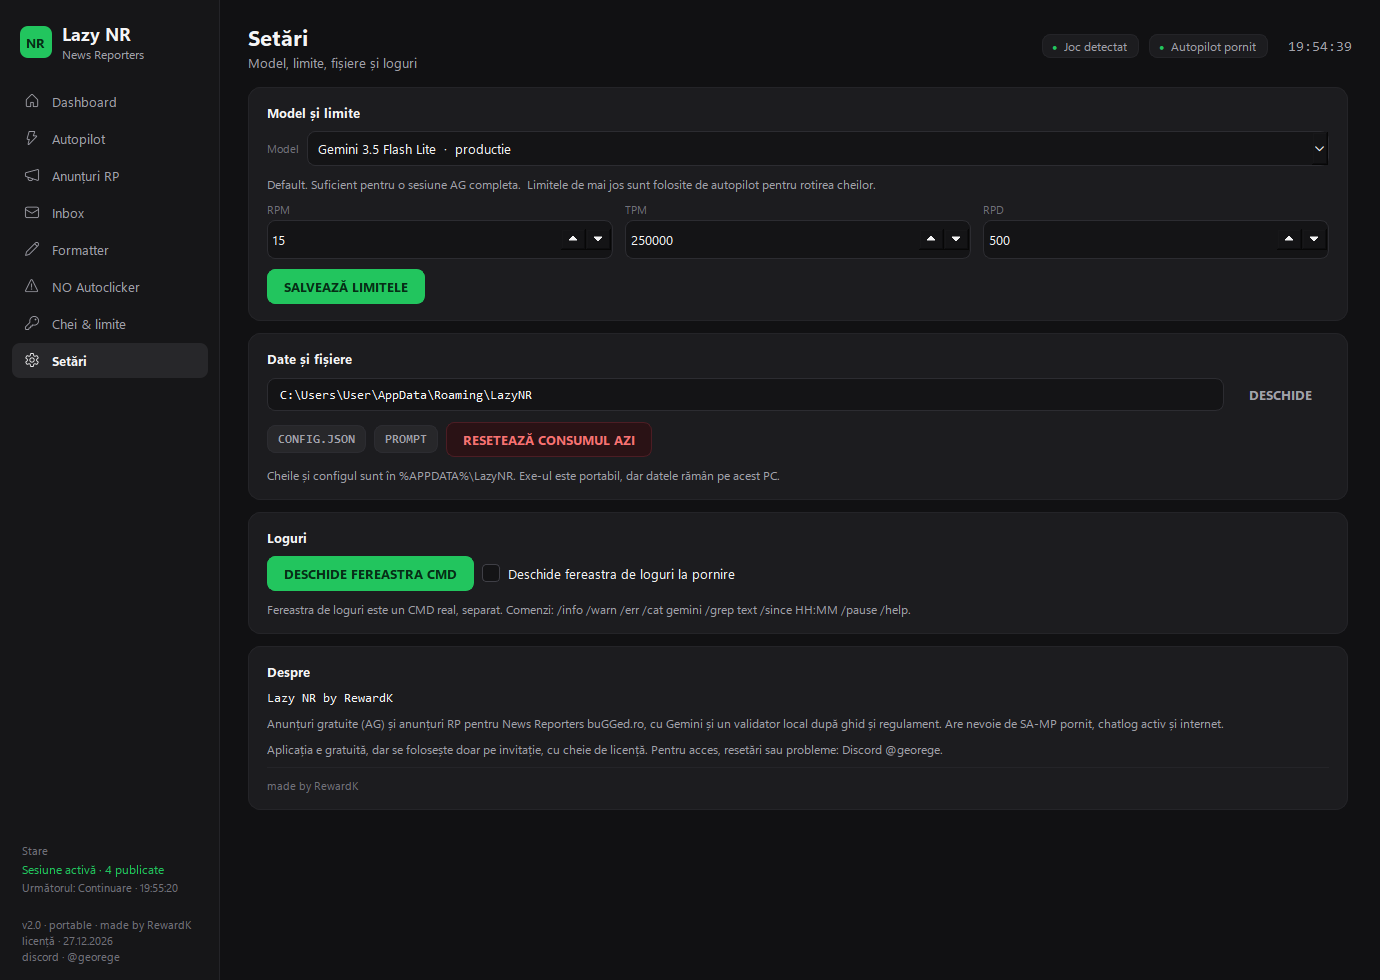 NR
Lazy NR
News Reporters
Dashboard
Autopilot
Anunțuri RP
Inbox
Formatter
NO Autoclicker
Chei & limite
Setări
Stare
Sesiune activă · 4 publicate
Următorul: Continuare · 19:55:20
v2.0 · portable · made by RewardK
licență · 27.12.2026
discord · @georege
Setări
Model, limite, fișiere și loguri
• Joc detectat
• Autopilot pornit
19:54:39
Model și limite
Model
Gemini 3.5 Flash Lite · productie
Default. Suficient pentru o sesiune AG completa. Limitele de mai jos sunt folosite de autopilot pentru rotirea cheilor.
RPM
TPM
RPD
15
250000
500
SALVEAZĂ LIMITELE
Date și fișiere
C:\Users\User\AppData\Roaming\LazyNR
DESCHIDE
CONFIG.JSON
PROMPT
RESETEAZĂ CONSUMUL AZI
Cheile și configul sunt în %APPDATA%\LazyNR. Exe-ul este portabil, dar datele rămân pe acest PC.
Loguri
DESCHIDE FEREASTRA CMD
Deschide fereastra de loguri la pornire
Fereastra de loguri este un CMD real, separat. Comenzi: /info /warn /err /cat gemini /grep text /since HH:MM /pause /help.
Despre
Lazy NR by RewardK
Anunțuri gratuite (AG) și anunțuri RP pentru News Reporters buGGed.ro, cu Gemini și un validator local după ghid și regulament. Are nevoie de SA-MP pornit, chatlog activ și internet.
Aplicația e gratuită, dar se folosește doar pe invitație, cu cheie de licență. Pentru acces, resetări sau probleme: Discord @georege.
made by RewardK